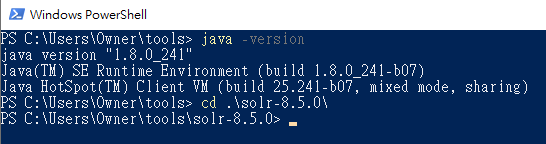 Windows PowerShell
PS C:\Users\Owner\tools> java -version
java version "1.8.0_241"
Java(TM) SE Runtime Environment (build 1.8.0_241-b07)
Java HotSpot(TM) Client VM (build 25.241-b07, mixed mode, sharing)
PS C:\Users\Owner\tools> cd .\solr-8.5.0\
PS C:\Users\Owner\tools\solr-8.5.0>